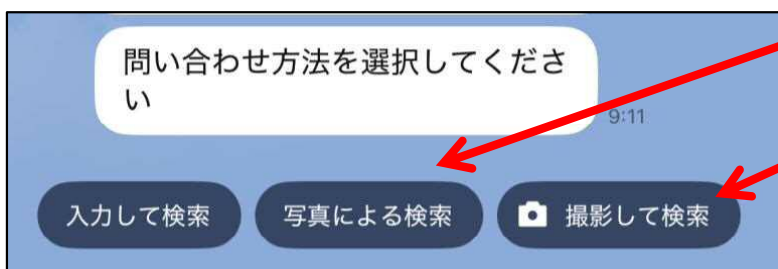 問い合わせ方法を選択してくださ
い
9:11
入力して検索
写真による検索
撮影して検索